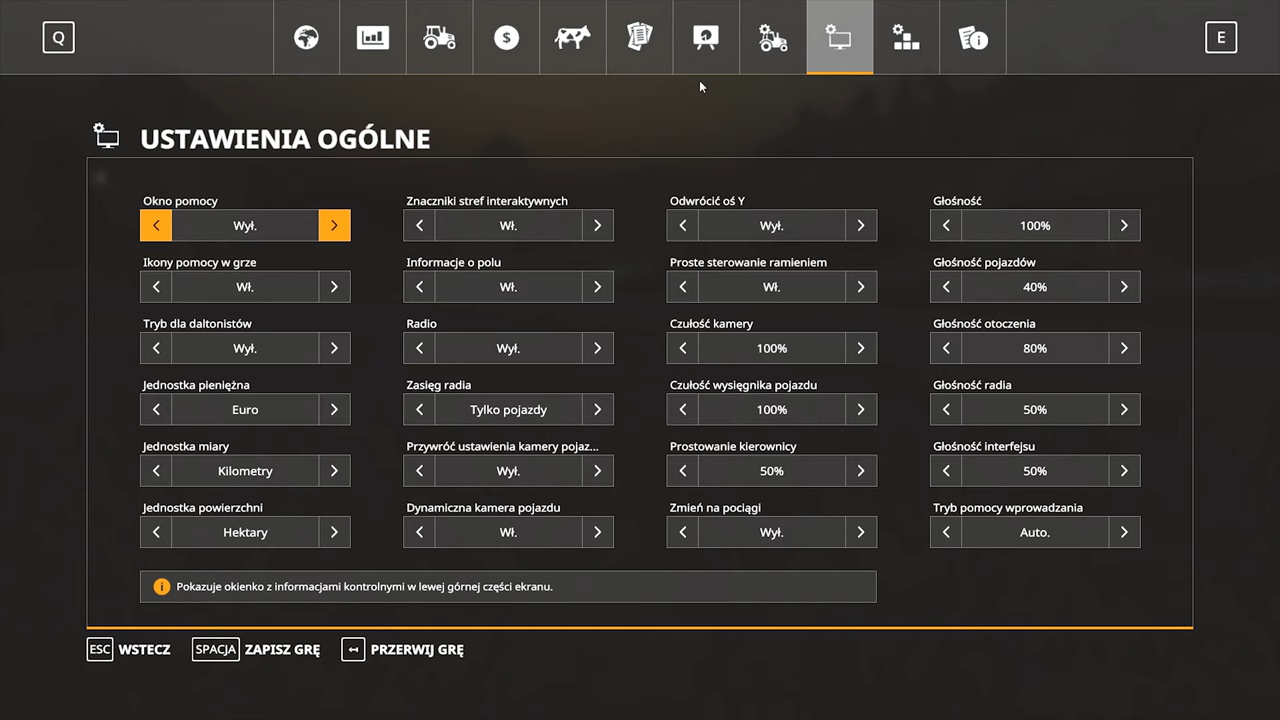 Q
E
USTAWIENIA OGÓLNE
Okno pomocy
Wył.
Ikony pomocy w grze
Wł.
Tryb dla daltonistów
Wył.
Jednostka pieniężna
Euro
Jednostka miary
Kilometry
Jednostka powierzchni
Hektary
Znaczniki stref interaktywnych
Wł.
Informacje o polu
Wł.
Radio
Wył.
Zasięg radia
Tylko pojazdy
Przywróć ustawienia kamery pojaz...
Wył.
Dynamiczna kamera pojazdu
Wł.
Odwrócić oś Y
Wył.
Proste sterowanie ramieniem
Wł.
Czułość kamery
100%
Czułość wysięgnika pojazdu
100%
Prostowanie kierownicy
50%
Zmień na pociągi
Wył.
Głośność
100%
Głośność pojazdów
40%
Głośność otoczenia
80%
Głośność radia
50%
Głośność interfejsu
50%
Tryb pomocy wprowadzania
Auto.
Pokazuje okienko z informacjami kontrolnymi w lewej górnej części ekranu.
ESC WSTECZ SPACJA ZAPISZ GRĘ PRZERWIJ GRĘ